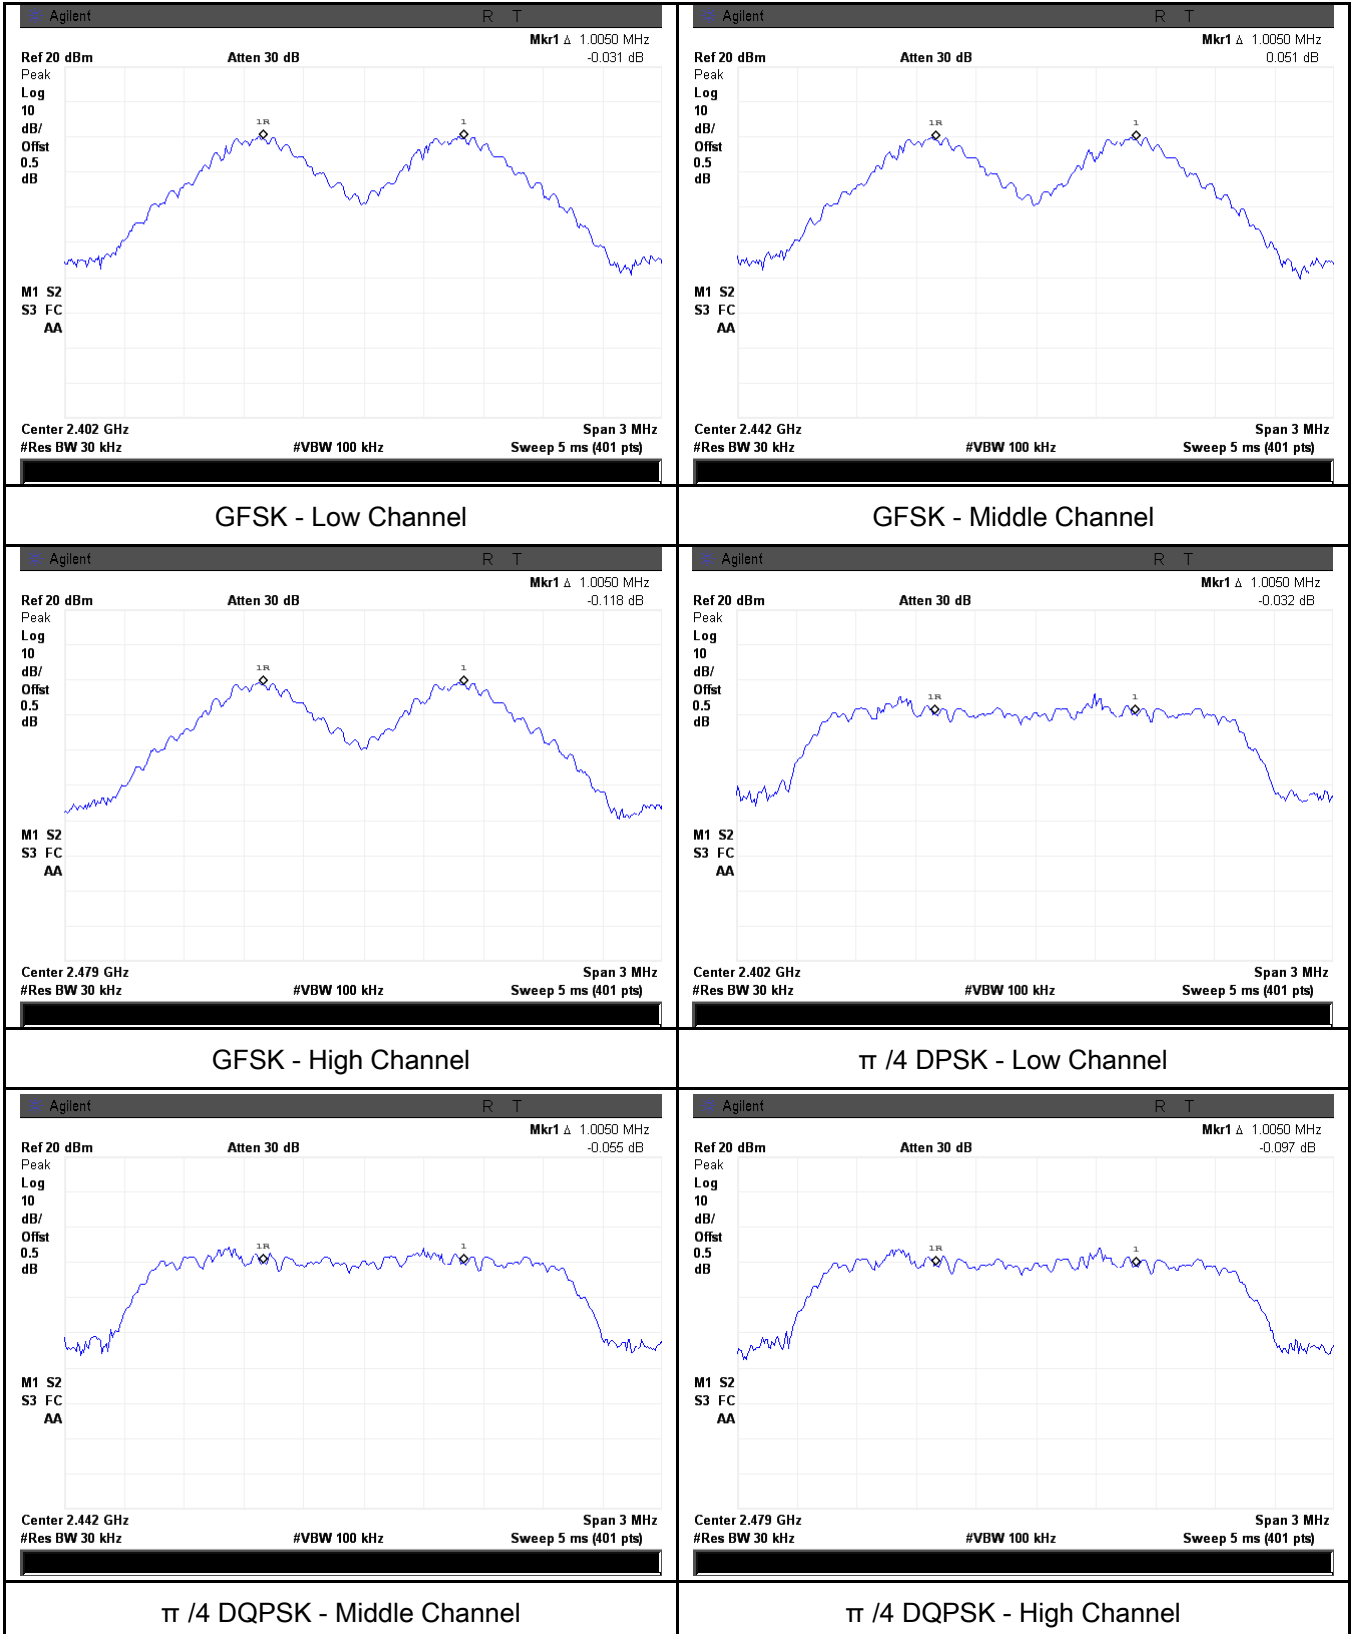 Agilent R T
Mkr1 Δ 1.0050 MHz
Ref 20 dBm Atten 30 dB -0.031 dB
Peak
Log
10
dB/
Offst
0.5
dB
1R 1
M1 S2
S3 FC
AA
Center 2.402 GHz Span 3 MHz
#Res BW 30 kHz #VBW 100 kHz Sweep 5 ms (401 pts)
GFSK - Low Channel
Agilent R T
Mkr1 Δ 1.0050 MHz
Ref 20 dBm Atten 30 dB 0.051 dB
Peak
Log
10
dB/
Offst
0.5
dB
1R 1
M1 S2
S3 FC
AA
Center 2.442 GHz Span 3 MHz
#Res BW 30 kHz #VBW 100 kHz Sweep 5 ms (401 pts)
GFSK - Middle Channel
Agilent R T
Mkr1 Δ 1.0050 MHz
Ref 20 dBm Atten 30 dB -0.118 dB
Peak
Log
10
dB/
Offst
0.5
dB
1R 1
M1 S2
S3 FC
AA
Center 2.479 GHz Span 3 MHz
#Res BW 30 kHz #VBW 100 kHz Sweep 5 ms (401 pts)
GFSK - High Channel
Agilent R T
Mkr1 Δ 1.0050 MHz
Ref 20 dBm Atten 30 dB -0.032 dB
Peak
Log
10
dB/
Offst
0.5
dB
1R 1
M1 S2
S3 FC
AA
Center 2.402 GHz Span 3 MHz
#Res BW 30 kHz #VBW 100 kHz Sweep 5 ms (401 pts)
π /4 DPSK - Low Channel
Agilent R T
Mkr1 Δ 1.0050 MHz
Ref 20 dBm Atten 30 dB -0.055 dB
Peak
Log
10
dB/
Offst
0.5
dB
1R 1
M1 S2
S3 FC
AA
Center 2.442 GHz Span 3 MHz
#Res BW 30 kHz #VBW 100 kHz Sweep 5 ms (401 pts)
π /4 DQPSK - Middle Channel
Agilent R T
Mkr1 Δ 1.0050 MHz
Ref 20 dBm Atten 30 dB -0.097 dB
Peak
Log
10
dB/
Offst
0.5
dB
1R 1
M1 S2
S3 FC
AA
Center 2.479 GHz Span 3 MHz
#Res BW 30 kHz #VBW 100 kHz Sweep 5 ms (401 pts)
π /4 DQPSK - High Channel